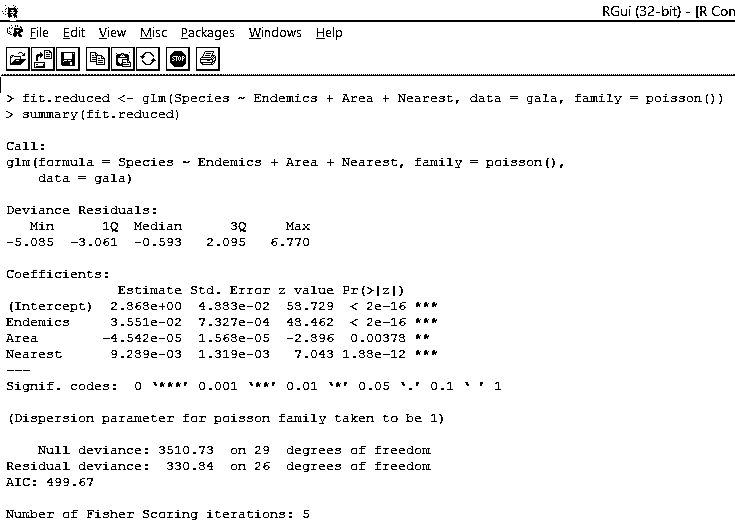 RGui (32-bit) - [R Con
File Edit View Misc Packages Windows Help
STOP
> fit.reduced <- glm(Species ~ Endemics + Area + Nearest, data = gala, family = poisson())
> summary(fit.reduced)
Call:
glm(formula = Species ~ Endemics + Area + Nearest, family = poisson(),
    data = gala)
Deviance Residuals:
   Min      1Q  Median      3Q     Max
-5.085  -3.061  -0.593   2.095   6.770
Coefficients:
              Estimate Std. Error z value Pr(>|z|)
(Intercept)  2.868e+00  4.883e-02  58.729  < 2e-16 ***
Endemics     3.551e-02  7.327e-04  48.462  < 2e-16 ***
Area        -4.542e-05  1.568e-05  -2.896  0.00378 **
Nearest      9.289e-03  1.319e-03   7.043 1.88e-12 ***
---
Signif. codes:  0 ‘***’ 0.001 ‘**’ 0.01 ‘*’ 0.05 ‘.’ 0.1 ‘ ’ 1
(Dispersion parameter for poisson family taken to be 1)
    Null deviance: 3510.73  on 29  degrees of freedom
Residual deviance:  330.84  on 26  degrees of freedom
AIC: 499.67
Number of Fisher Scoring iterations: 5